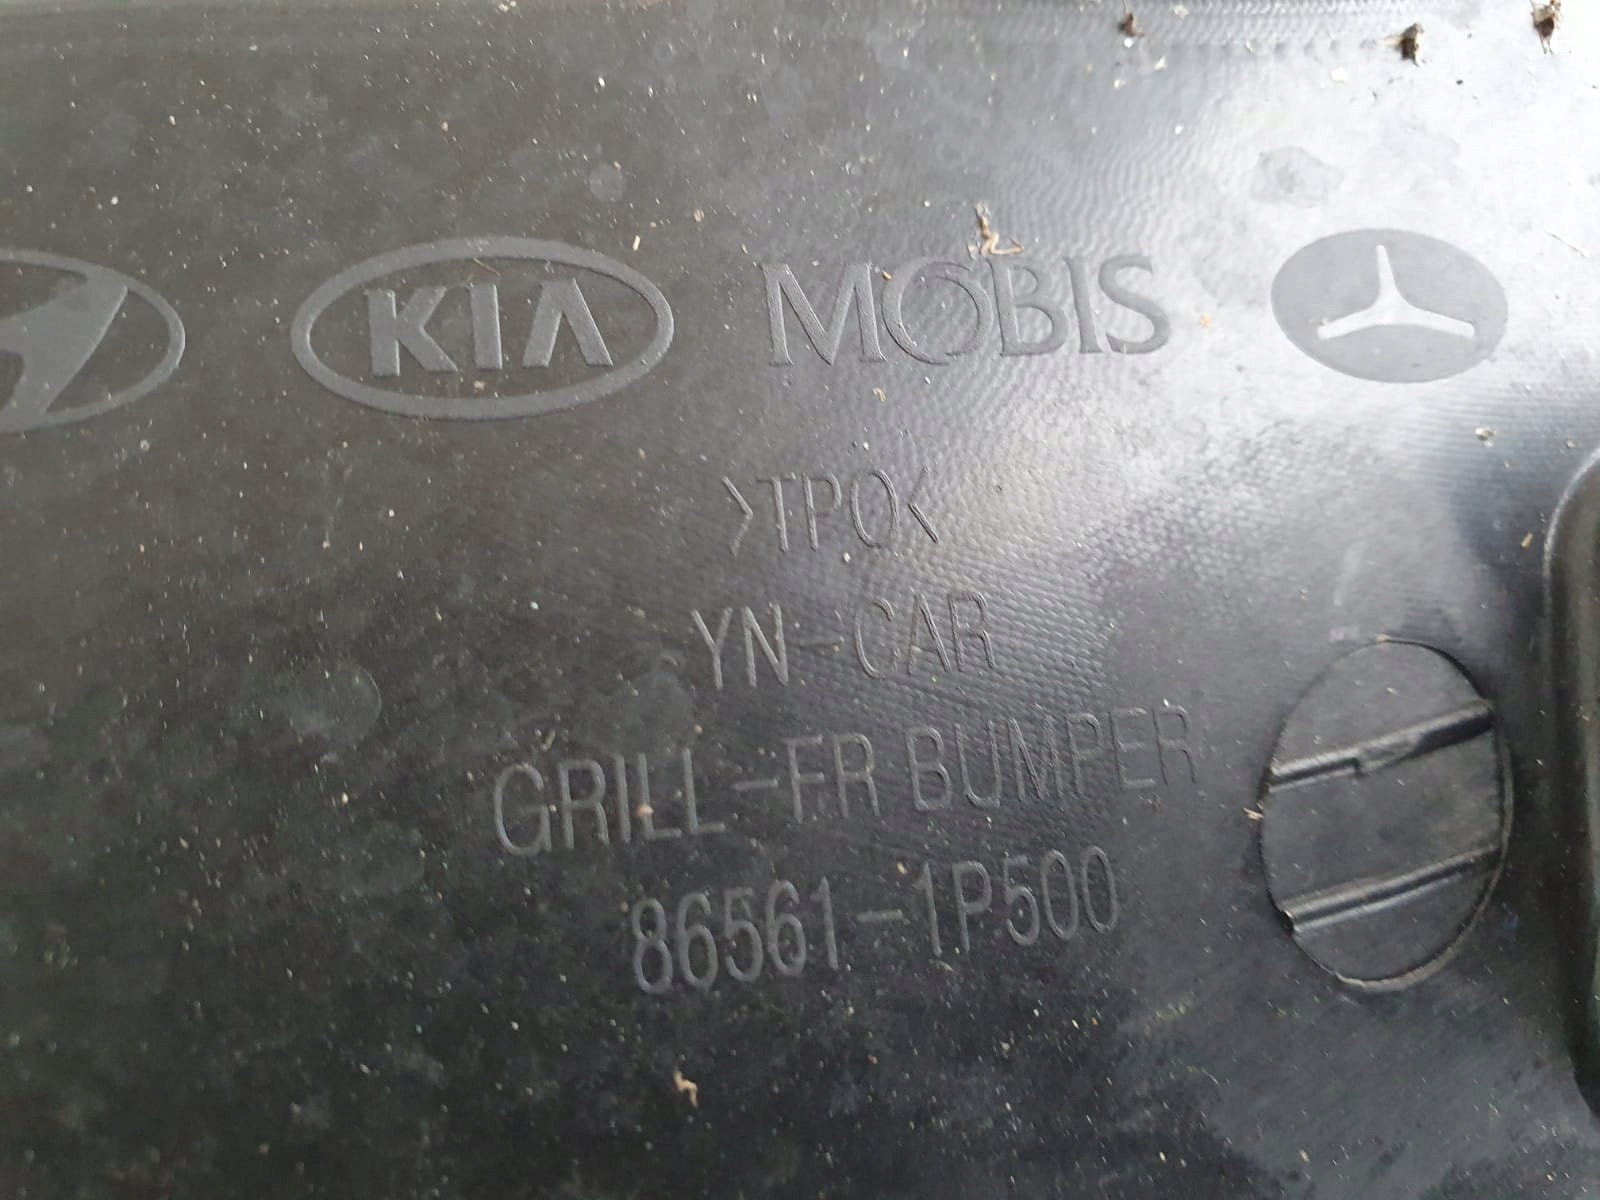 KIA MOBIS
>TPO<
YN-CAR
GRILL-FR BUMPER
86561-1P500